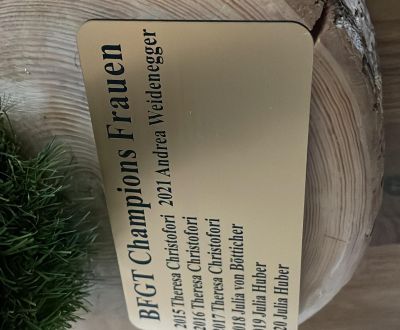 BFGT Champions Frauen
2015 Theresa Christofori 2021 Andrea Weidenegger
2016 Theresa Christofori
2017 Theresa Christofori
018 Julia von Bötticher
019 Julia Huber
20 Julia Huber